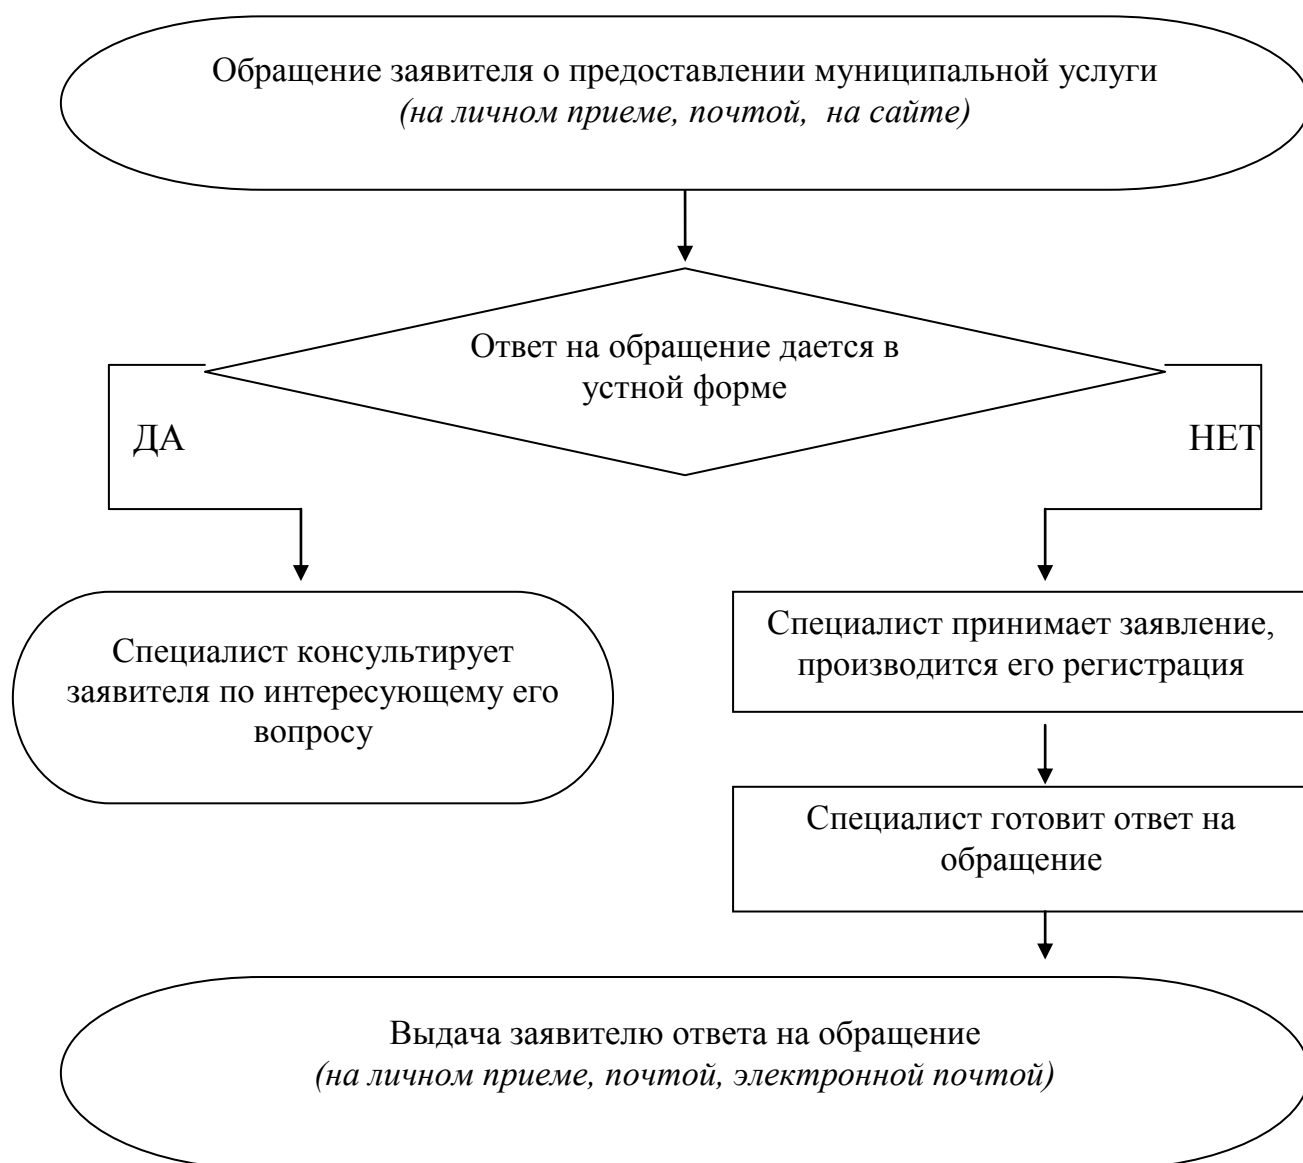 Обращение заявителя о предоставлении муниципальной услуги
(на личном приеме, почтой, на сайте)
Ответ на обращение дается в
устной форме
ДА
НЕТ
Специалист консультирует
заявителя по интересующему его
вопросу
Специалист принимает заявление,
производится его регистрация
Специалист готовит ответ на
обращение
Выдача заявителю ответа на обращение
(на личном приеме, почтой, электронной почтой)